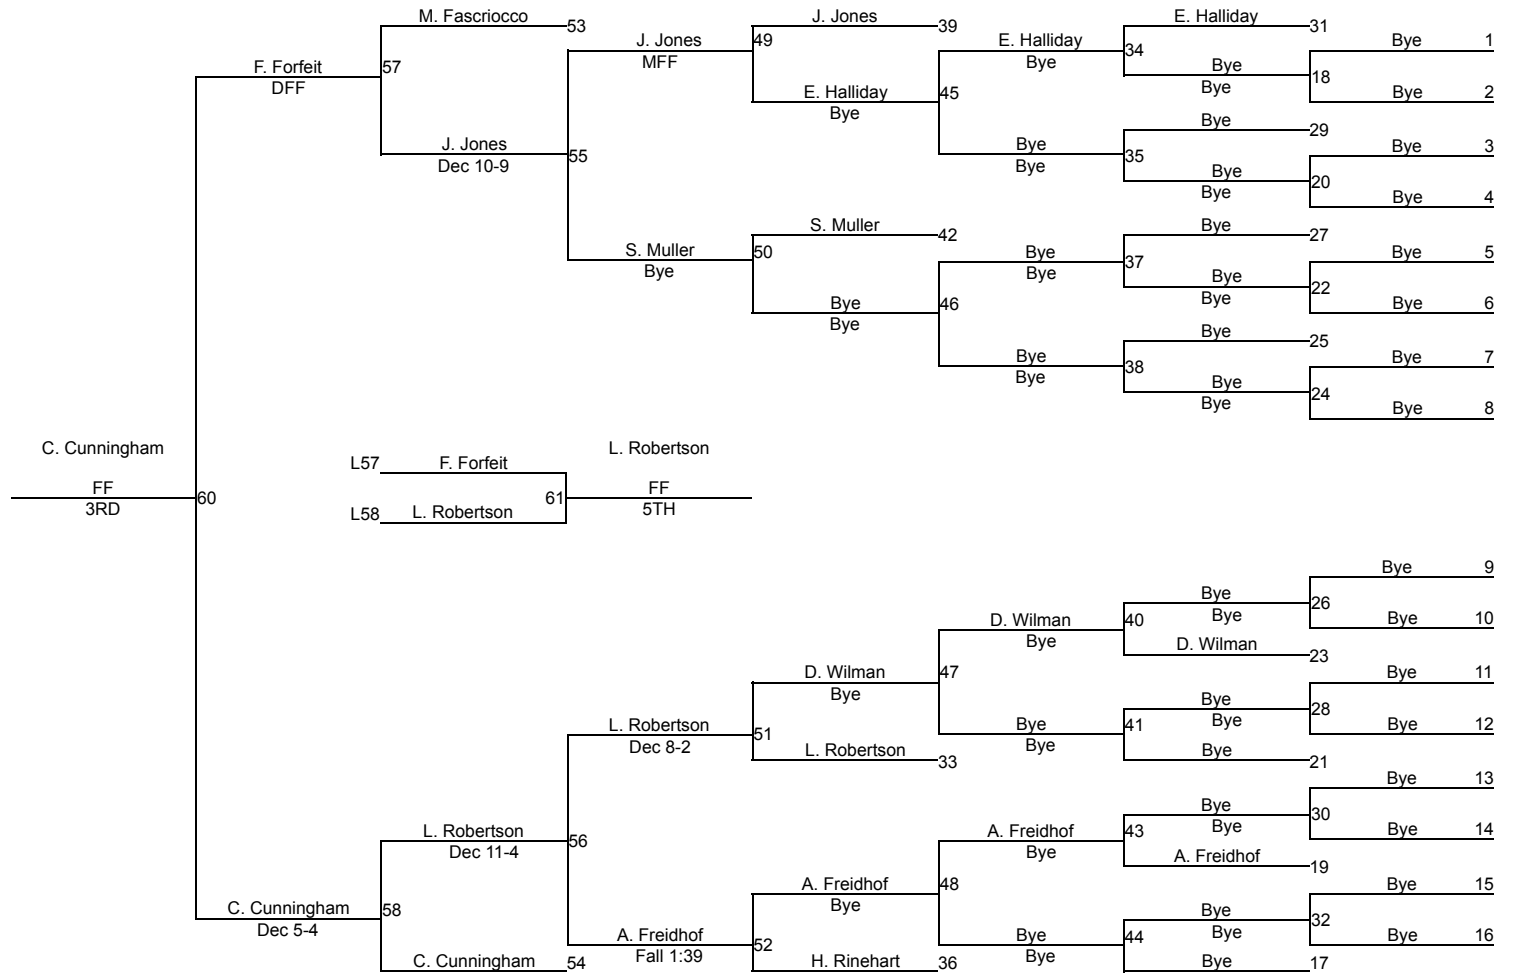 M. Fascriocco 53 J. Jones 39 E. Halliday 31
J. Jones 49 E. Halliday 34 Bye 1
F. Forfeit 57 MFF Bye Bye 18
DFF E. Halliday 45 Bye Bye 2
Bye Bye 29
J. Jones 55 Bye 35 Bye 3
Dec 10-9 Bye Bye 20
Bye Bye 4
S. Muller 42 Bye 27
S. Muller 50 Bye 37 Bye 5
Bye Bye Bye 22
Bye 46 Bye Bye 6
Bye Bye 25
Bye 38 Bye 7
Bye Bye 24
Bye Bye 8
C. Cunningham L. Robertson
L57 F. Forfeit
FF 60 61 FF
3RD L58 L. Robertson 5TH
Bye 9
Bye 26
D. Wilman 40 Bye Bye 10
Bye D. Wilman 23
D. Wilman 47 Bye 11
Bye Bye 28
L. Robertson 51 Bye 41 Bye Bye 12
Dec 8-2 L. Robertson 33 Bye Bye 21
Bye 13
Bye 30
L. Robertson 56 A. Freidhof 43 Bye Bye 14
Dec 11-4 Bye A. Freidhof 19
A. Freidhof 48 Bye 15
C. Cunningham 58 Bye Bye 32
Dec 5-4 A. Freidhof 52 Bye 44 Bye Bye 16
Fall 1:39 Bye
C. Cunningham 54 H. Rinehart 36 Bye 17